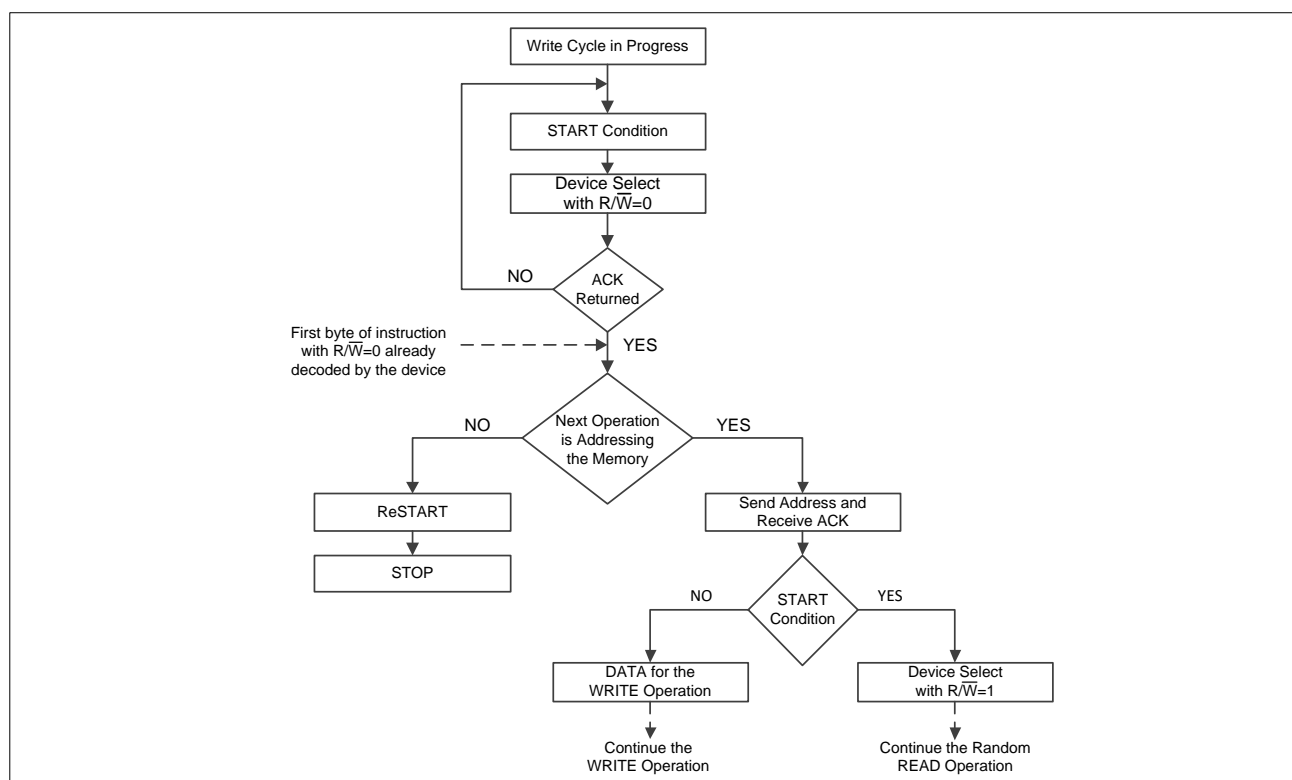 Write Cycle in Progress
START Condition
Device Select
with R/W̅=0
NO
ACK
Returned
First byte of instruction
with R/W̅=0 already
decoded by the device
YES
NO
Next Operation
is Addressing
the Memory
YES
ReSTART
Send Address and
Receive ACK
STOP
NO
START
Condition
YES
DATA for the
WRITE Operation
Device Select
with R/W̅=1
Continue the
WRITE Operation
Continue the Random
READ Operation